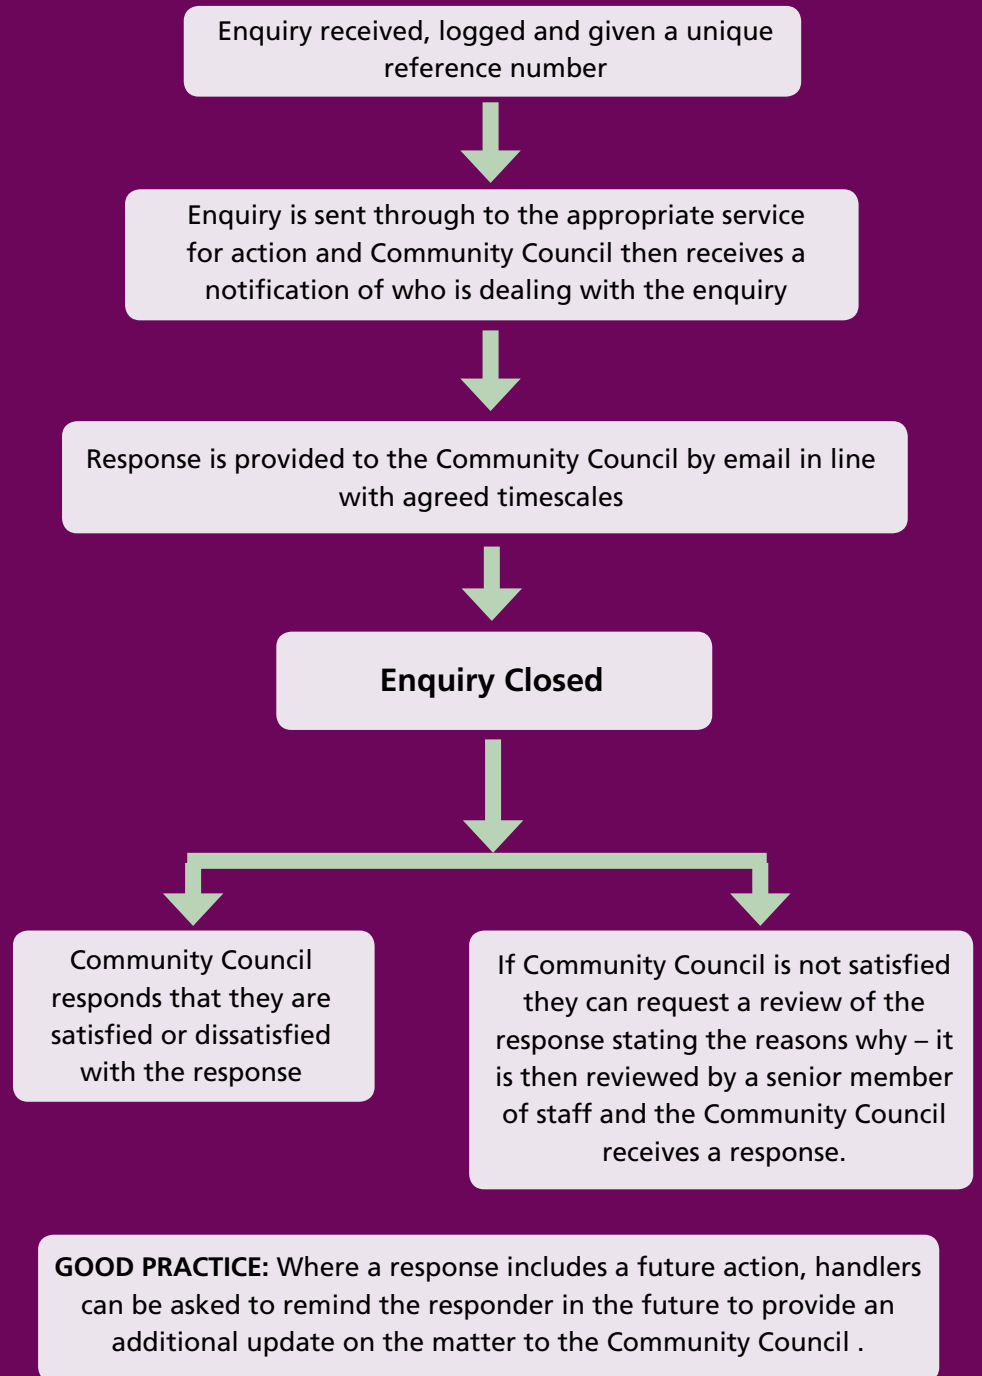 Enquiry received, logged and given a unique
reference number
Enquiry is sent through to the appropriate service
for action and Community Council then receives a
notification of who is dealing with the enquiry
Response is provided to the Community Council by email in line
with agreed timescales
Enquiry Closed
Community Council
responds that they are
satisfied or dissatisfied
with the response
If Community Council is not satisfied
they can request a review of the
response stating the reasons why – it
is then reviewed by a senior member
of staff and the Community Council
receives a response.
GOOD PRACTICE: Where a response includes a future action, handlers
can be asked to remind the responder in the future to provide an
additional update on the matter to the Community Council .